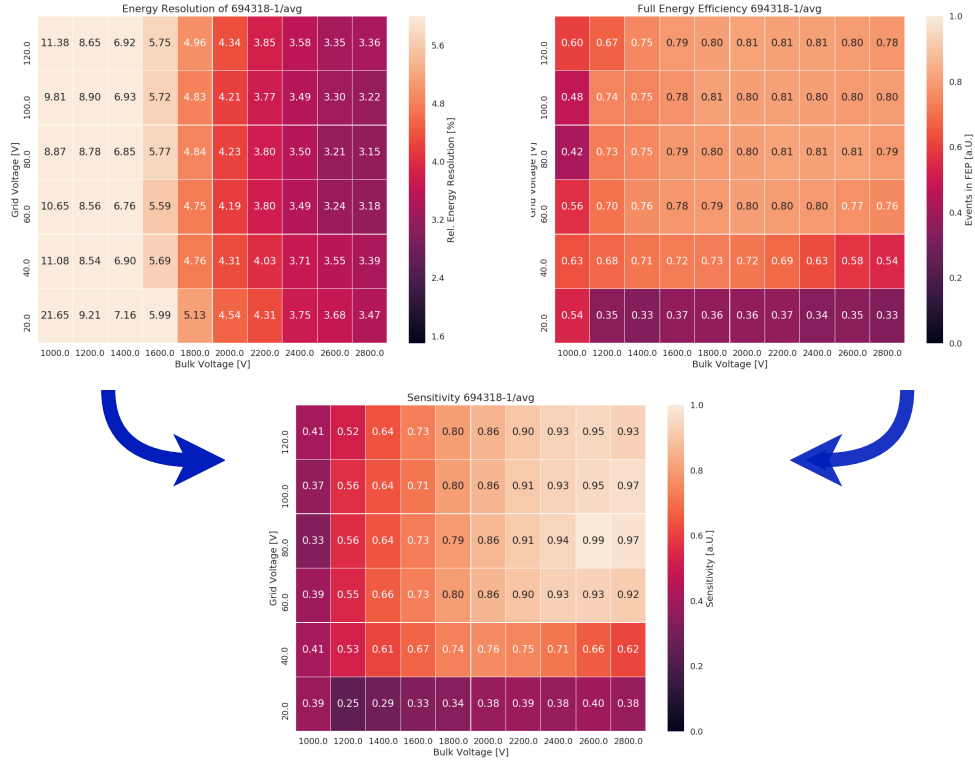 Energy Resolution of 694318-1/avg
Grid Voltage [V]
120.0 11.38 8.65 6.92 5.75 4.96 4.34 3.85 3.58 3.35 3.36
100.0 9.81 8.90 6.93 5.72 4.83 4.21 3.77 3.49 3.30 3.22
80.0 8.87 8.78 6.85 5.77 4.84 4.23 3.80 3.50 3.21 3.15
60.0 10.65 8.56 6.76 5.59 4.75 4.19 3.80 3.49 3.24 3.18
40.0 11.08 8.54 6.90 5.69 4.76 4.31 4.03 3.71 3.55 3.39
20.0 21.65 9.21 7.16 5.99 5.13 4.54 4.31 3.75 3.68 3.47
1000.0 1200.0 1400.0 1600.0 1800.0 2000.0 2200.0 2400.0 2600.0 2800.0
Bulk Voltage [V]
5.6
4.8
4.0
3.2
2.4
1.6
Rel. Energy Resolution [%]
Full Energy Efficiency 694318-1/avg
Grid Voltage [V]
120.0 0.60 0.67 0.75 0.79 0.80 0.81 0.81 0.81 0.80 0.78
100.0 0.48 0.74 0.75 0.78 0.81 0.80 0.80 0.80 0.80 0.80
80.0 0.42 0.73 0.75 0.79 0.80 0.80 0.81 0.81 0.81 0.79
60.0 0.56 0.70 0.76 0.78 0.79 0.80 0.80 0.80 0.77 0.76
40.0 0.63 0.68 0.71 0.72 0.73 0.72 0.69 0.63 0.58 0.54
20.0 0.54 0.35 0.33 0.37 0.36 0.36 0.37 0.34 0.35 0.33
1000.0 1200.0 1400.0 1600.0 1800.0 2000.0 2200.0 2400.0 2600.0 2800.0
Bulk Voltage [V]
1.0
0.8
0.6
0.4
0.2
0.0
Events in FEP [a.U.]
Sensitivity 694318-1/avg
Grid Voltage [V]
120.0 0.41 0.52 0.64 0.73 0.80 0.86 0.90 0.93 0.95 0.93
100.0 0.37 0.56 0.64 0.71 0.80 0.86 0.91 0.93 0.95 0.97
80.0 0.33 0.56 0.64 0.73 0.79 0.86 0.91 0.94 0.99 0.97
60.0 0.39 0.55 0.66 0.73 0.80 0.86 0.90 0.93 0.93 0.92
40.0 0.41 0.53 0.61 0.67 0.74 0.76 0.75 0.71 0.66 0.62
20.0 0.39 0.25 0.29 0.33 0.34 0.38 0.39 0.38 0.40 0.38
1000.0 1200.0 1400.0 1600.0 1800.0 2000.0 2200.0 2400.0 2600.0 2800.0
Bulk Voltage [V]
1.0
0.8
0.6
0.4
0.2
0.0
Sensitivity [a.U.]